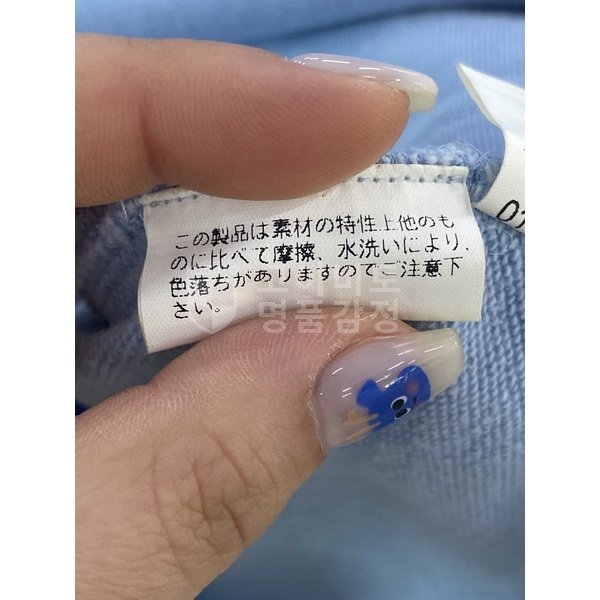 この製品は素材の特性上他のも
のに比べて摩擦、水洗いにより、
色落ちがありますのでご注意下
さい。
명품감정